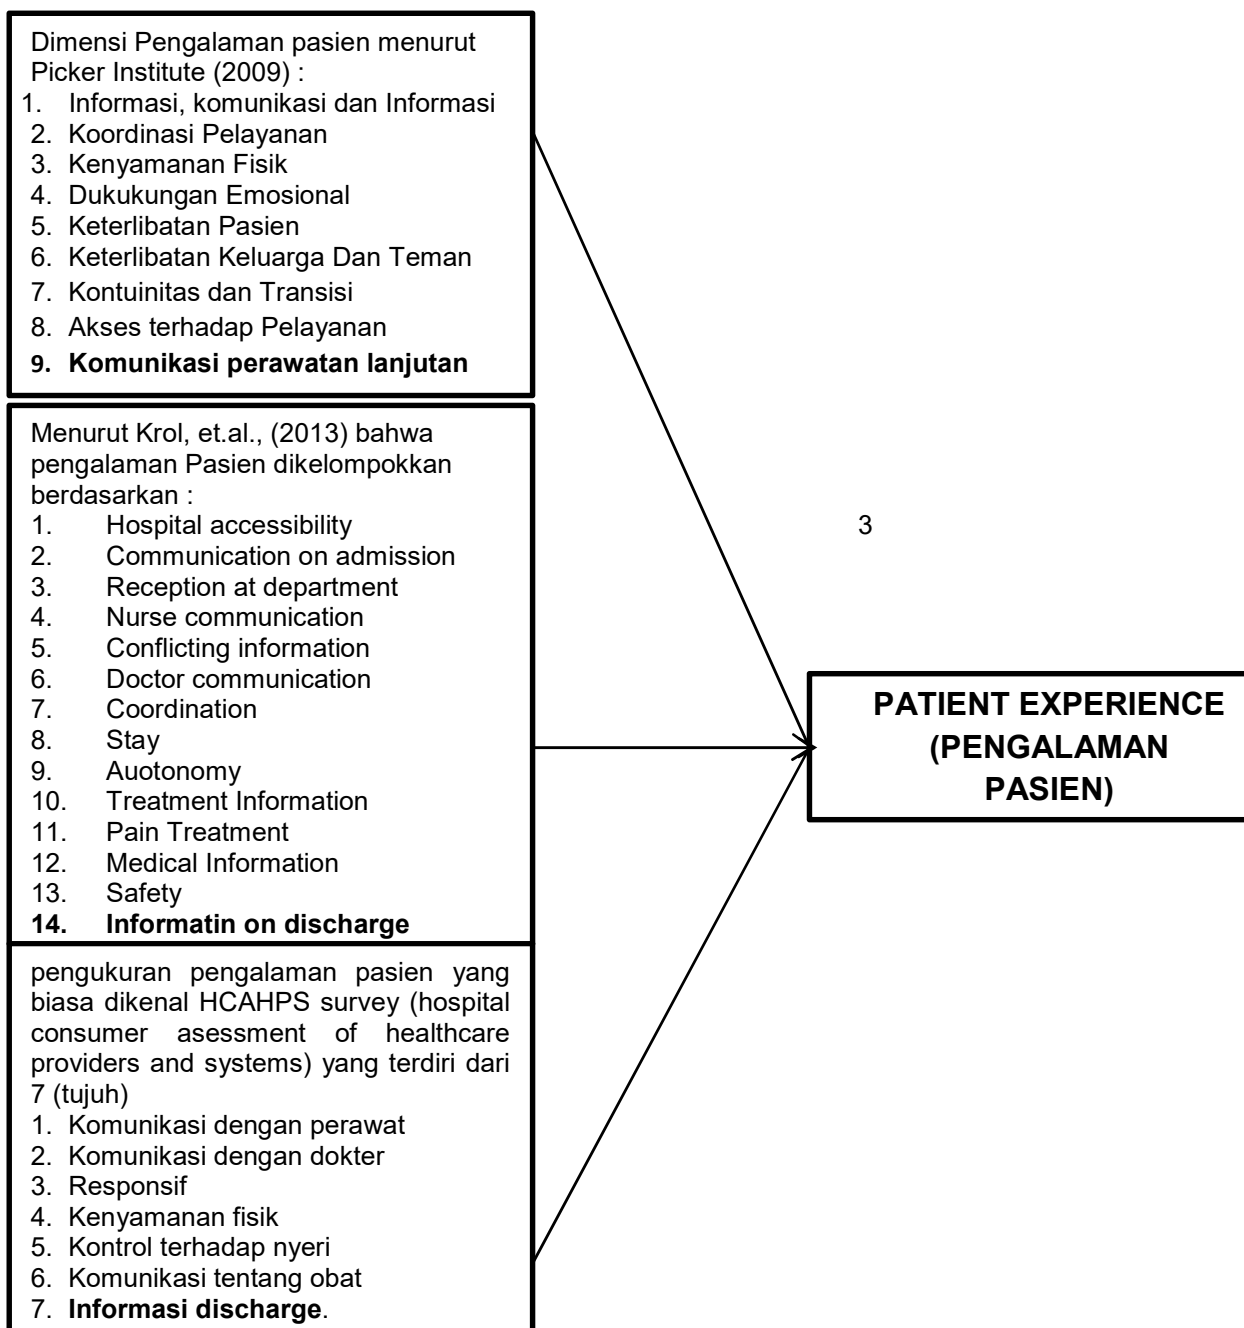 Dimensi Pengalaman pasien menurut
Picker Institute (2009) :
1. Informasi, komunikasi dan Informasi
2. Koordinasi Pelayanan
3. Kenyamanan Fisik
4. Dukukungan Emosional
5. Keterlibatan Pasien
6. Keterlibatan Keluarga Dan Teman
7. Kontuinitas dan Transisi
8. Akses terhadap Pelayanan
9. Komunikasi perawatan lanjutan
Menurut Krol, et.al., (2013) bahwa
pengalaman Pasien dikelompokkan
berdasarkan :
1. Hospital accessibility
2. Communication on admission
3. Reception at department
4. Nurse communication
5. Conflicting information
6. Doctor communication
7. Coordination
8. Stay
9. Auotonomy
10. Treatment Information
11. Pain Treatment
12. Medical Information
13. Safety
14. Informatin on discharge
pengukuran pengalaman pasien yang
biasa dikenal HCAHPS survey (hospital
consumer asessment of healthcare
providers and systems) yang terdiri dari
7 (tujuh)
1. Komunikasi dengan perawat
2. Komunikasi dengan dokter
3. Responsif
4. Kenyamanan fisik
5. Kontrol terhadap nyeri
6. Komunikasi tentang obat
7. Informasi discharge.
3
PATIENT EXPERIENCE
(PENGALAMAN
PASIEN)